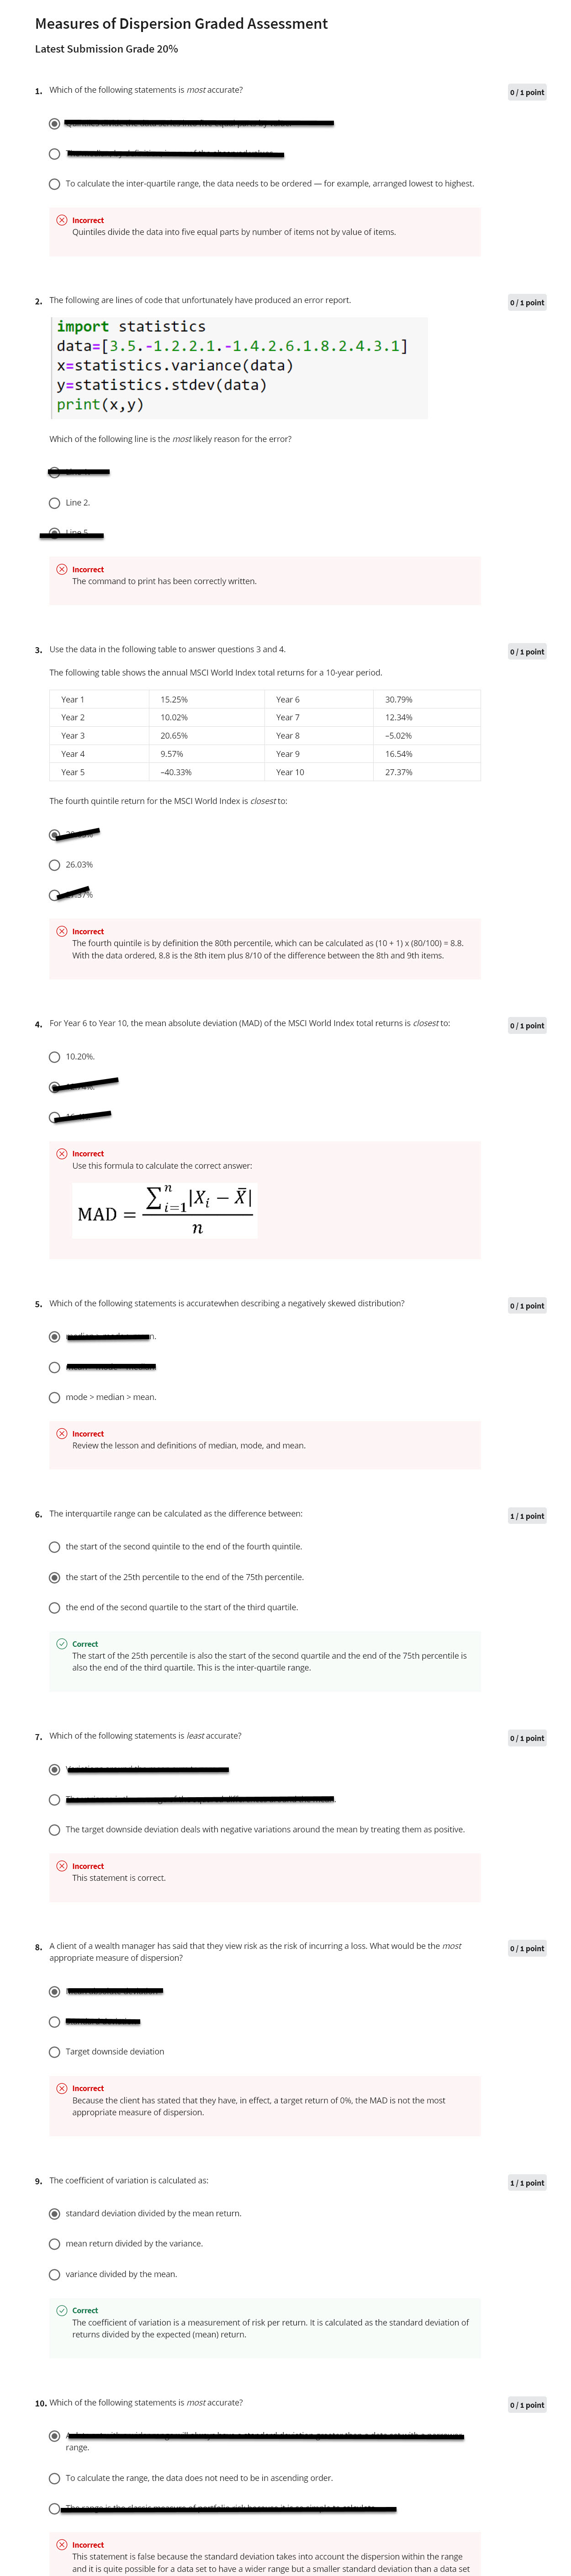 Measures of Dispersion Graded Assessment
Latest Submission Grade 20%
1. Which of the following statements is most accurate?
0 / 1 point
To calculate the inter-quartile range, the data needs to be ordered — for example, arranged lowest to highest.
Incorrect
Quintiles divide the data into five equal parts by number of items not by value of items.
2. The following are lines of code that unfortunately have produced an error report.
0 / 1 point
import statistics
data=[3.5.-1.2.2.1.-1.4.2.6.1.8.2.4.3.1]
x=statistics.variance(data)
y=statistics.stdev(data)
print(x,y)
Which of the following line is the most likely reason for the error?
Line 2.
Incorrect
The command to print has been correctly written.
3. Use the data in the following table to answer questions 3 and 4.
0 / 1 point
The following table shows the annual MSCI World Index total returns for a 10-year period.
Year 1 15.25% Year 6 30.79%
Year 2 10.02% Year 7 12.34%
Year 3 20.65% Year 8 –5.02%
Year 4 9.57% Year 9 16.54%
Year 5 –40.33% Year 10 27.37%
The fourth quintile return for the MSCI World Index is closest to:
26.03%
Incorrect
The fourth quintile is by definition the 80th percentile, which can be calculated as (10 + 1) x (80/100) = 8.8.
With the data ordered, 8.8 is the 8th item plus 8/10 of the difference between the 8th and 9th items.
4. For Year 6 to Year 10, the mean absolute deviation (MAD) of the MSCI World Index total returns is closest to:
0 / 1 point
10.20%.
Incorrect
Use this formula to calculate the correct answer:
MAD = ∑ⁿᵢ₌₁|Xᵢ − X̄| / n
5. Which of the following statements is accuratewhen describing a negatively skewed distribution?
0 / 1 point
mode > median > mean.
Incorrect
Review the lesson and definitions of median, mode, and mean.
6. The interquartile range can be calculated as the difference between:
1 / 1 point
the start of the second quintile to the end of the fourth quintile.
the start of the 25th percentile to the end of the 75th percentile.
the end of the second quartile to the start of the third quartile.
Correct
The start of the 25th percentile is also the start of the second quartile and the end of the 75th percentile is
also the end of the third quartile. This is the inter-quartile range.
7. Which of the following statements is least accurate?
0 / 1 point
The target downside deviation deals with negative variations around the mean by treating them as positive.
Incorrect
This statement is correct.
8. A client of a wealth manager has said that they view risk as the risk of incurring a loss. What would be the most
0 / 1 point
appropriate measure of dispersion?
Target downside deviation
Incorrect
Because the client has stated that they have, in effect, a target return of 0%, the MAD is not the most
appropriate measure of dispersion.
9. The coefficient of variation is calculated as:
1 / 1 point
standard deviation divided by the mean return.
mean return divided by the variance.
variance divided by the mean.
Correct
The coefficient of variation is a measurement of risk per return. It is calculated as the standard deviation of
returns divided by the expected (mean) return.
10. Which of the following statements is most accurate?
0 / 1 point
range.
To calculate the range, the data does not need to be in ascending order.
Incorrect
This statement is false because the standard deviation takes into account the dispersion within the range
and it is quite possible for a data set to have a wider range but a smaller standard deviation than a data set